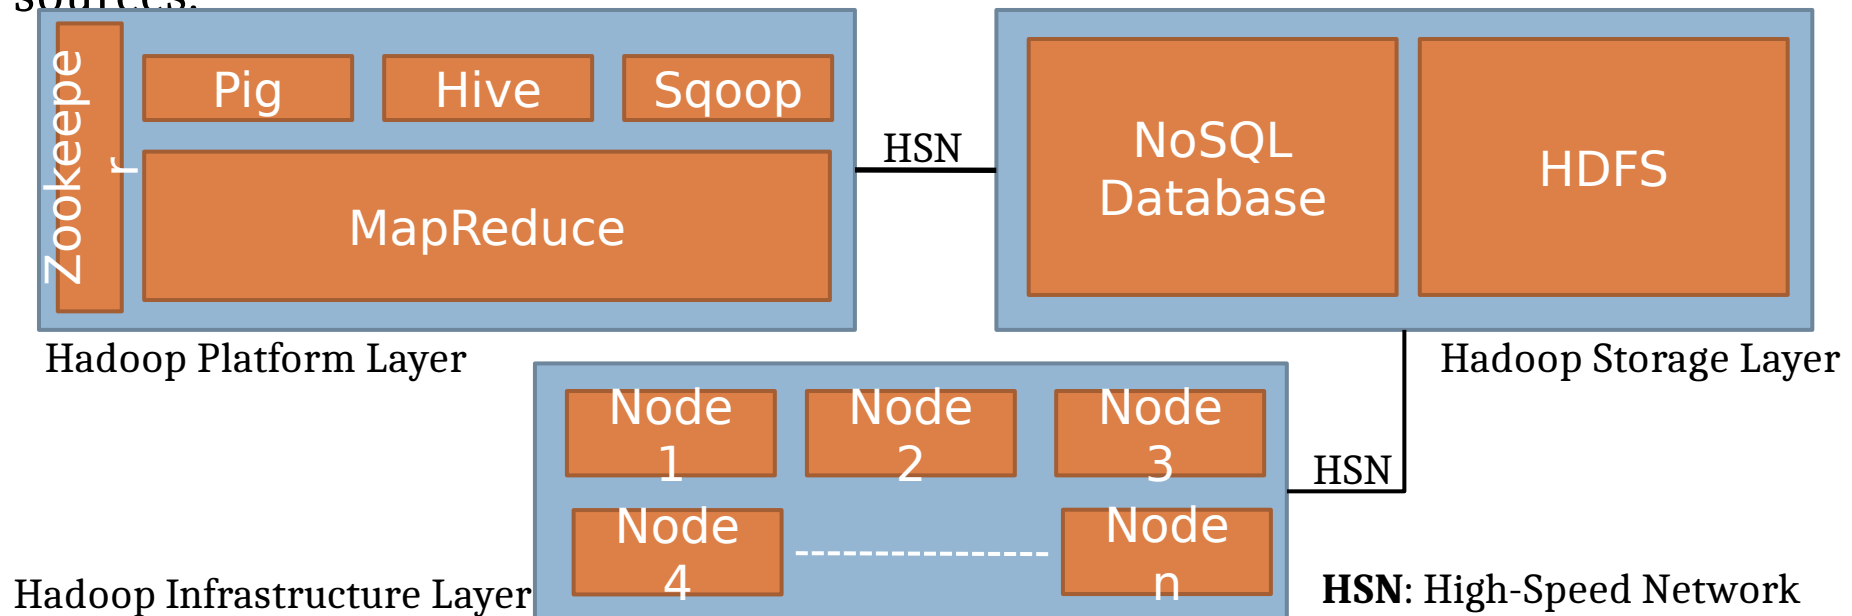 sources.
Zookeepe
r
Pig
Hive
Sqoop
MapReduce
HSN
NoSQL
Database
HDFS
Hadoop Platform Layer
Hadoop Storage Layer
Node
1
Node
2
Node
3
HSN
Node
4
Node
n
Hadoop Infrastructure Layer
HSN: High-Speed Network